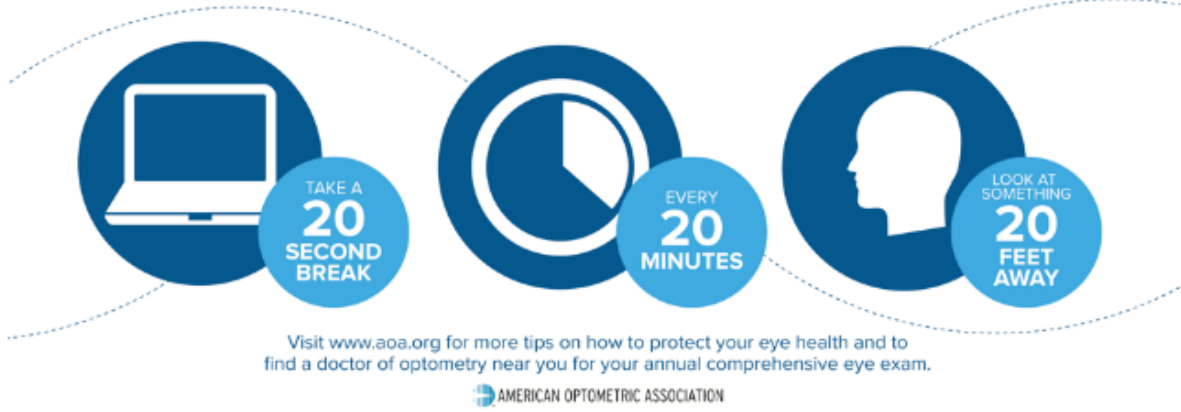 TAKE A
20
SECOND
BREAK
EVERY
20
MINUTES
LOOK AT
SOMETHING
20
FEET
AWAY
Visit www.aoa.org for more tips on how to protect your eye health and to
find a doctor of optometry near you for your annual comprehensive eye exam.
AMERICAN OPTOMETRIC ASSOCIATION